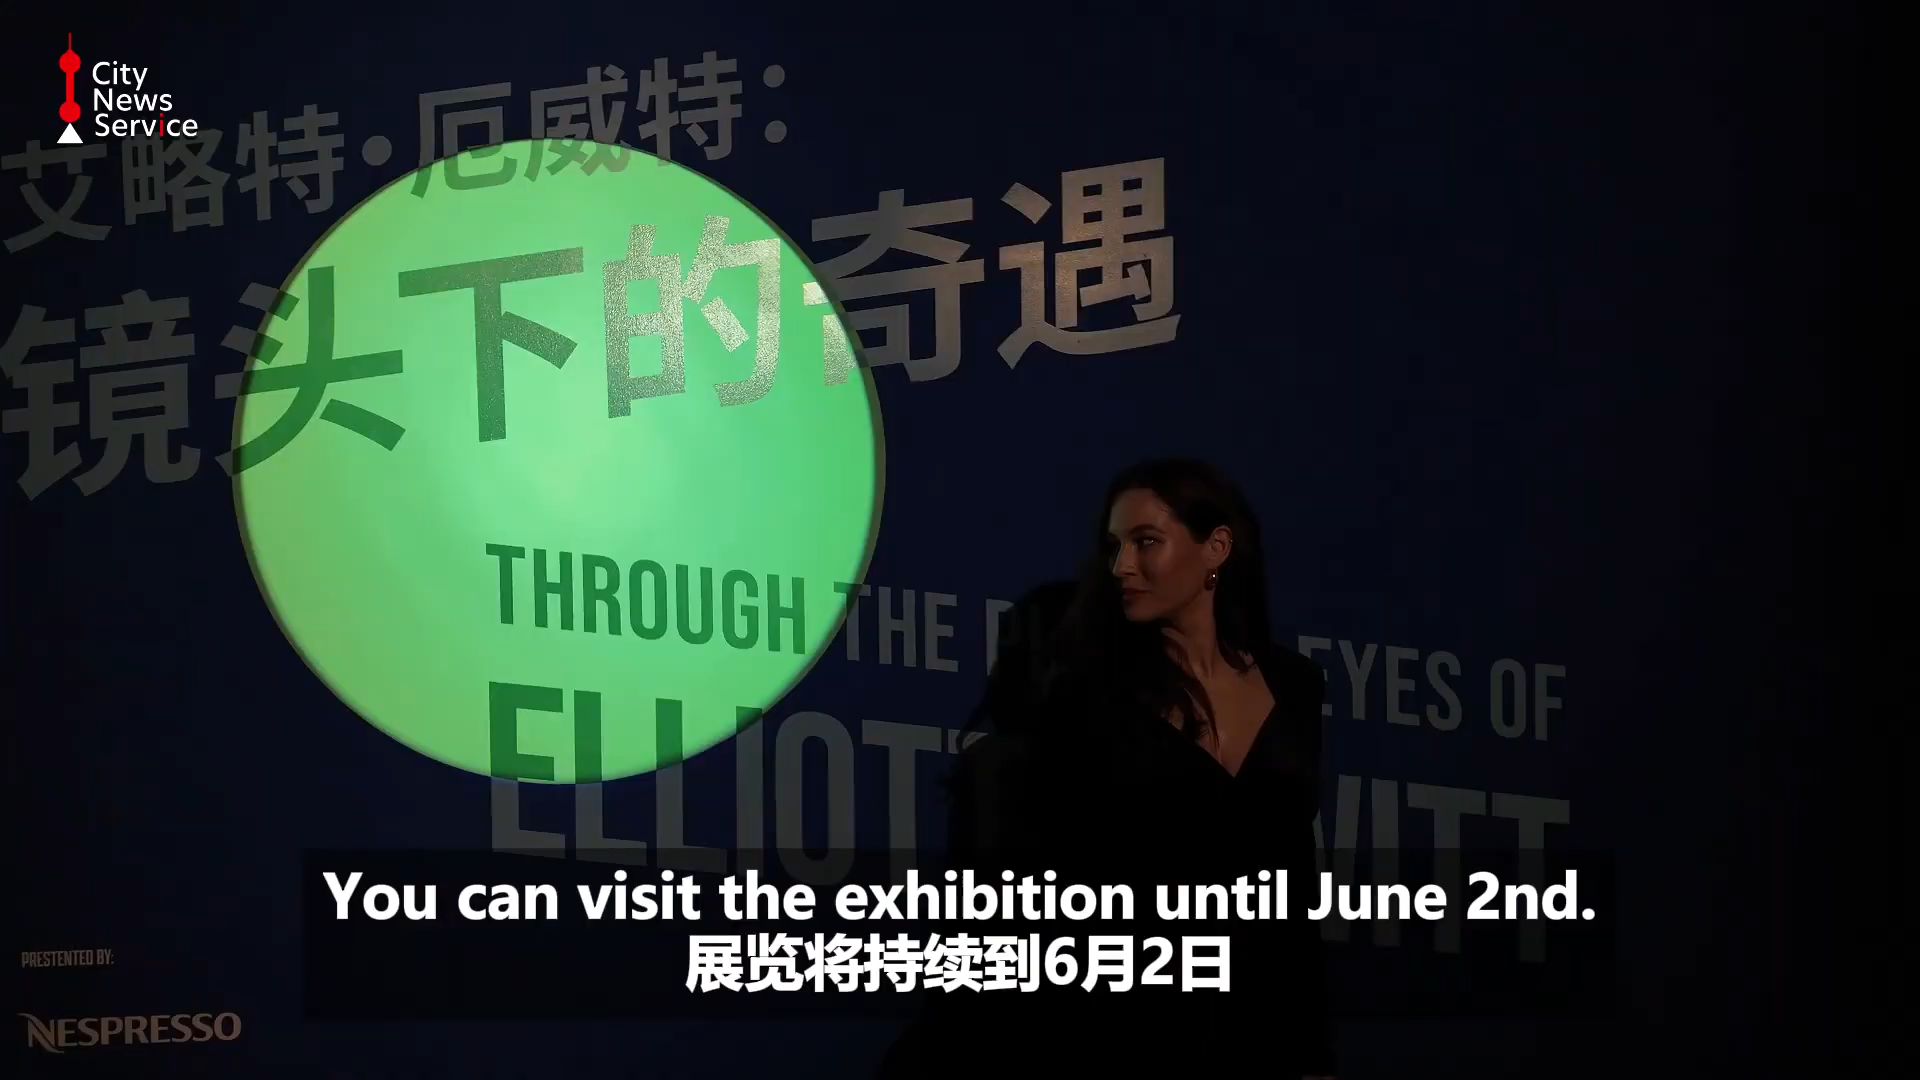 City
News
Service
艾略特·厄威特：
镜头下的奇遇
THROUGH THE EYES OF
ELLIOTT
You can visit the exhibition until June 2nd.
展览将持续到6月2日
PRESTENTED BY:
NESPRESSO